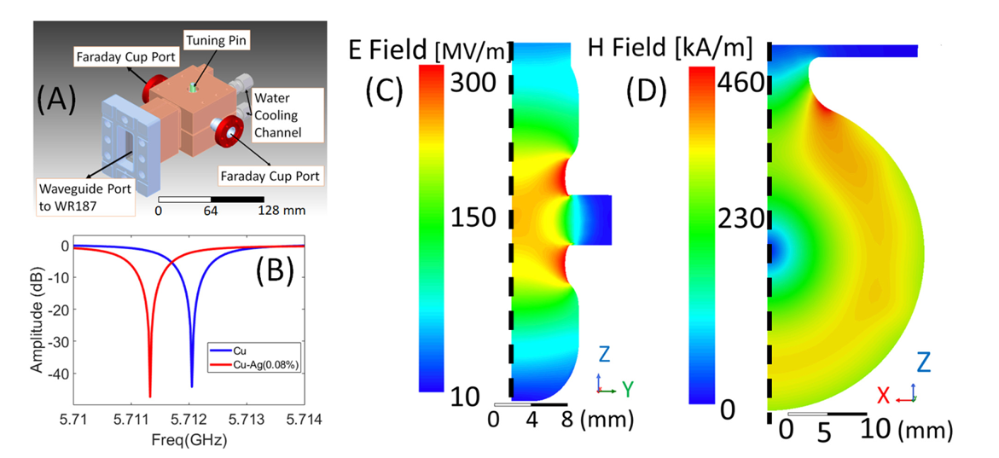 (A)
Tuning Pin
Faraday Cup Port
Water
Cooling
Channel
Faraday Cup Port
Waveguide Port
to WR187
0 64 128 mm
(B)
Amplitude (dB)
0
-10
-20
-30
-40
Cu
Cu-Ag(0.08%)
5.71 5.711 5.712 5.713 5.714
Freq(GHz)
E Field [MV/m]
(C)
300
150
10
Z
Y
0 4 8 (mm)
H Field [kA/m]
(D)
460
230
0
Z
X
0 5 10 (mm)